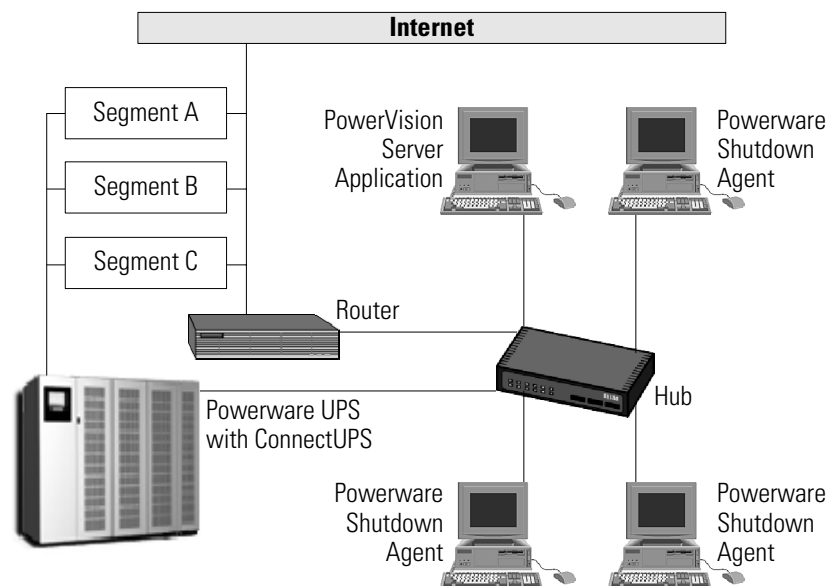 Internet
Segment A
Segment B
Segment C
PowerVision
Server
Application
Powerware
Shutdown
Agent
Router
Hub
Powerware UPS
with ConnectUPS
Powerware
Shutdown
Agent
Powerware
Shutdown
Agent